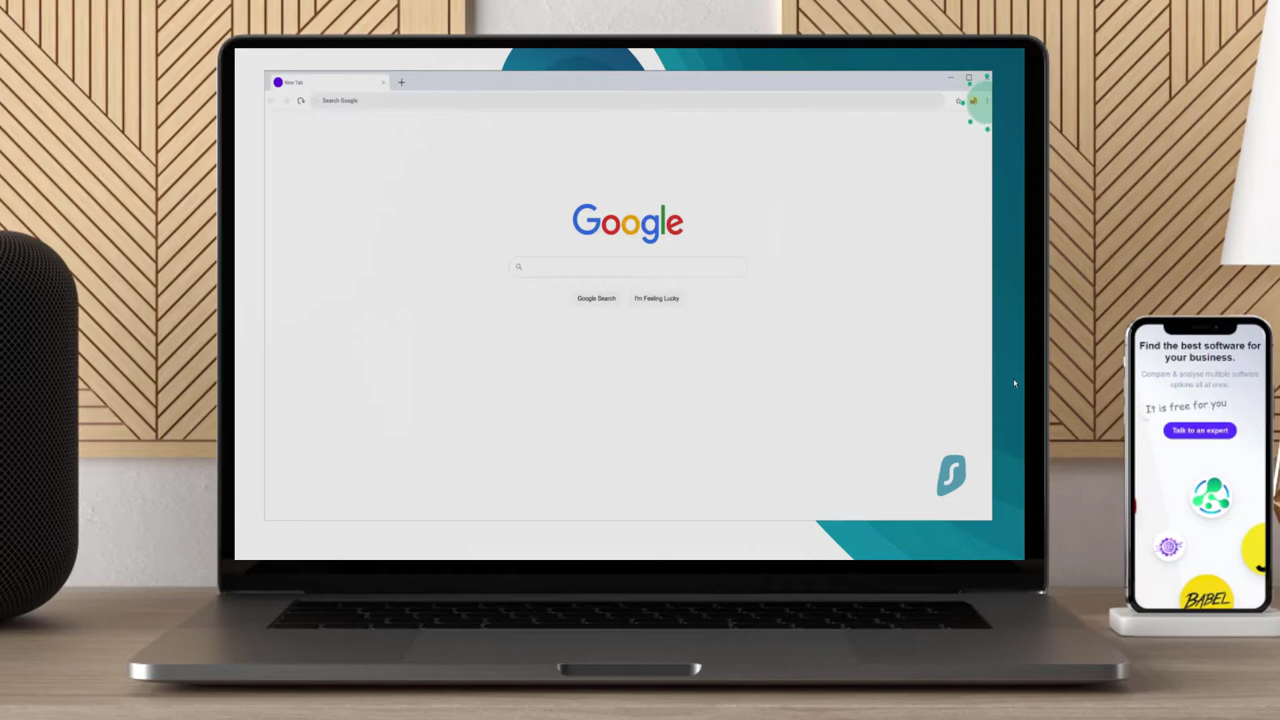 New Tab
Search Google
Google
Google Search
I'm Feeling Lucky
Find the best software for
your business.
Compare & analyse multiple software
options all at once.
It is free for you
Talk to an expert
BABEL